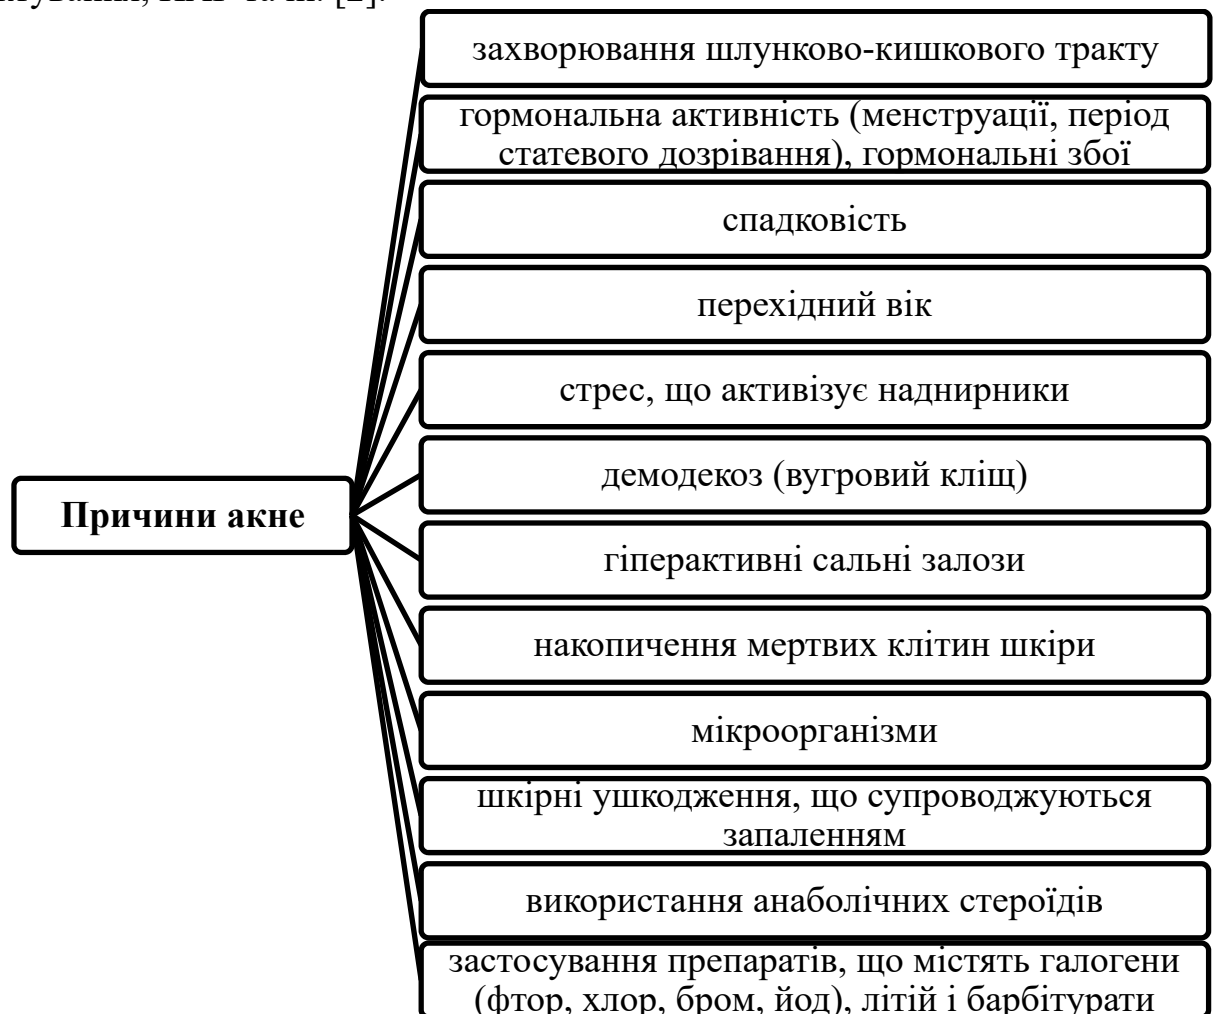 захворювання шлунково-кишкового тракту
гормональна активність (менструації, період
статевого дозрівання), гормональні збої
спадковість
перехідний вік
стрес, що активізує наднирники
демодекоз (вугровий кліщ)
Причини акне
гіперактивні сальні залози
накопичення мертвих клітин шкіри
мікроорганізми
шкірні ушкодження, що супроводжуються
запаленням
використання анаболічних стероїдів
застосування препаратів, що містять галогени
(фтор, хлор, бром, йод), літій і барбітурати